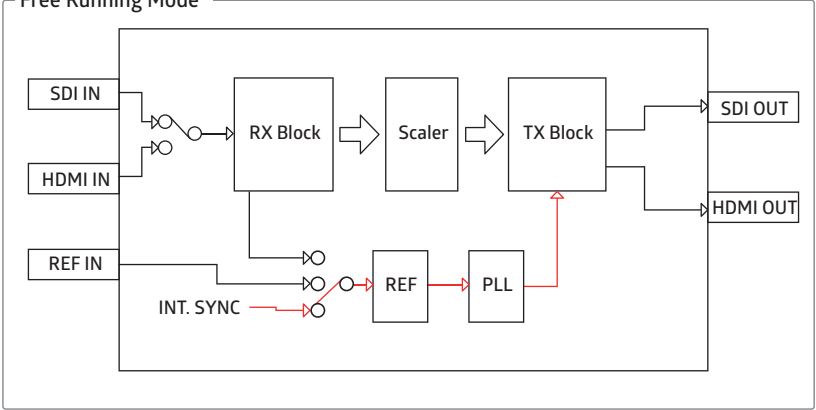 Free Running Mode
SDI IN
RX Block
Scaler
TX Block
SDI OUT
HDMI IN
HDMI OUT
REF IN
REF
PLL
INT. SYNC